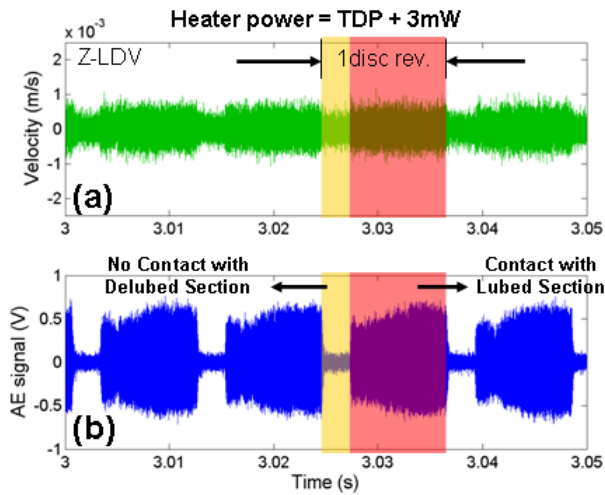 Heater power = TDP + 3mW
x 10⁻³
Z-LDV
1disc rev.
2
1
0
-1
-2
Velocity (m/s)
(a)
3
3.01
3.02
3.03
3.04
3.05
No Contact with
Delubed Section
Contact with
Lubed Section
1
0.5
0
-0.5
-1
AE signal (V)
(b)
3
3.01
3.02
3.03
3.04
3.05
Time (s)